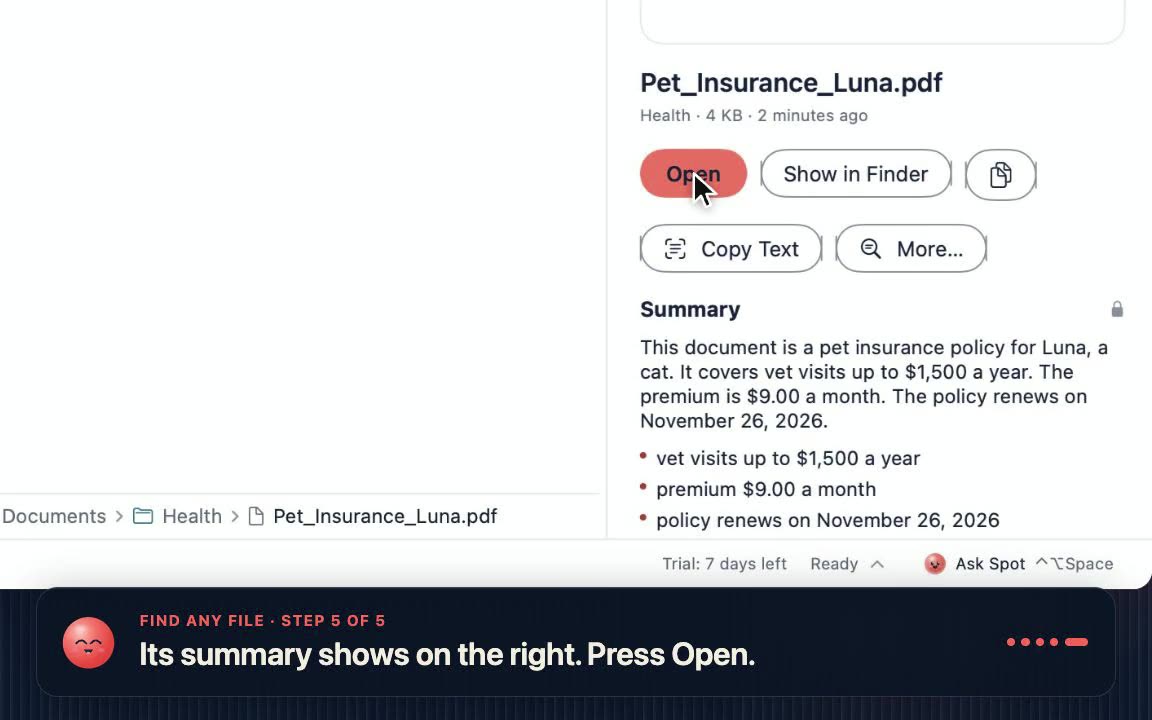 Pet_Insurance_Luna.pdf
Health · 4 KB · 2 minutes ago
Open
Show in Finder
Copy Text
More...
Summary
This document is a pet insurance policy for Luna, a
cat. It covers vet visits up to $1,500 a year. The
premium is $9.00 a month. The policy renews on
November 26, 2026.
• vet visits up to $1,500 a year
• premium $9.00 a month
• policy renews on November 26, 2026
Documents > Health > Pet_Insurance_Luna.pdf
Trial: 7 days left Ready Ask Spot ^⌥Space
FIND ANY FILE · STEP 5 OF 5
Its summary shows on the right. Press Open.